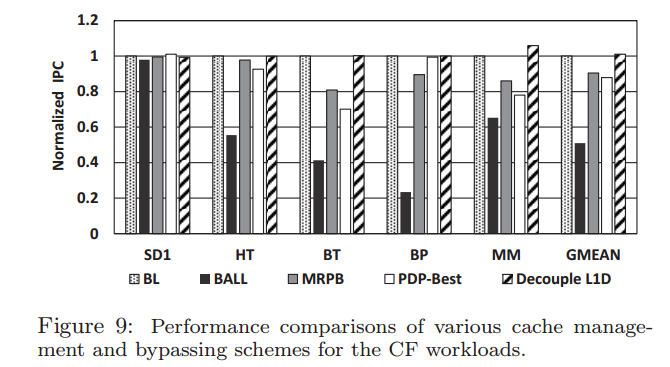 1.2
1
0.8
0.6
0.4
0.2
0
Normalized IPC
SD1 HT BT BP MM GMEAN
BL BALL MRPB PDP-Best Decouple L1D
Figure 9: Performance comparisons of various cache manage-
ment and bypassing schemes for the CF workloads.